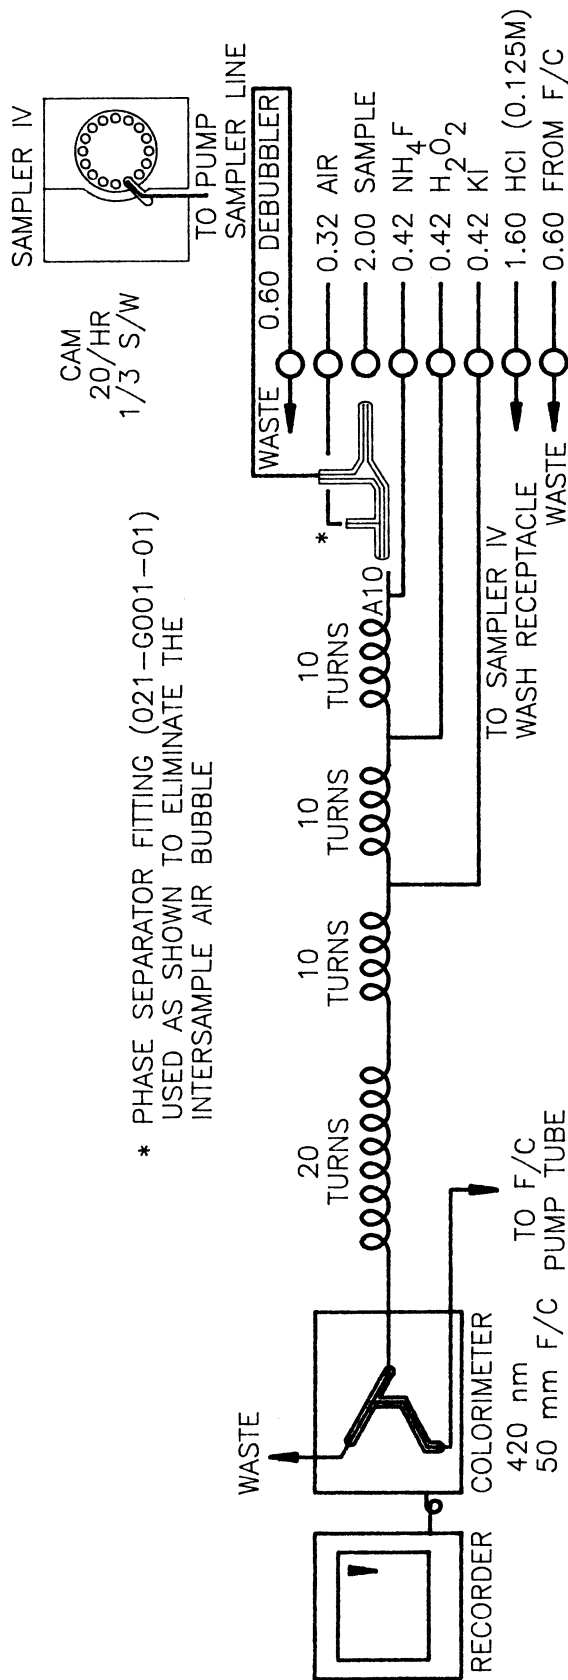 SAMPLER IV
CAM
20/HR
1/3 S/W
TO PUMP
SAMPLER LINE
* PHASE SEPARATOR FITTING (021-G001-01)
USED AS SHOWN TO ELIMINATE THE
INTERSAMPLE AIR BUBBLE
WASTE
0.60 DEBUBBLER
0.32 AIR
2.00 SAMPLE
0.42 NH4F
0.42 H2O2
0.42 KI
1.60 HCl (0.125M)
0.60 FROM F/C
*
A10
10
TURNS
10
TURNS
10
TURNS
20
TURNS
TO SAMPLER IV
WASH RECEPTACLE
WASTE
WASTE
TO F/C
PUMP TUBE
COLORIMETER
420 nm
50 mm F/C
RECORDER